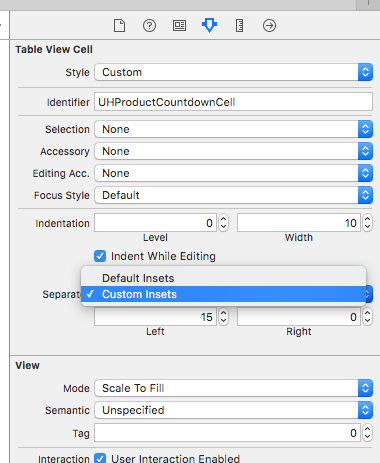 Table View Cell
Style Custom
Identifier UHProductCountdownCell
Selection None
Accessory None
Editing Acc. None
Focus Style Default
Indentation 0 10
Level Width
Indent While Editing
Default Insets
Separat ✓ Custom Insets
15 0
Left Right
View
Mode Scale To Fill
Semantic Unspecified
Tag 0
Interaction User Interaction Enabled